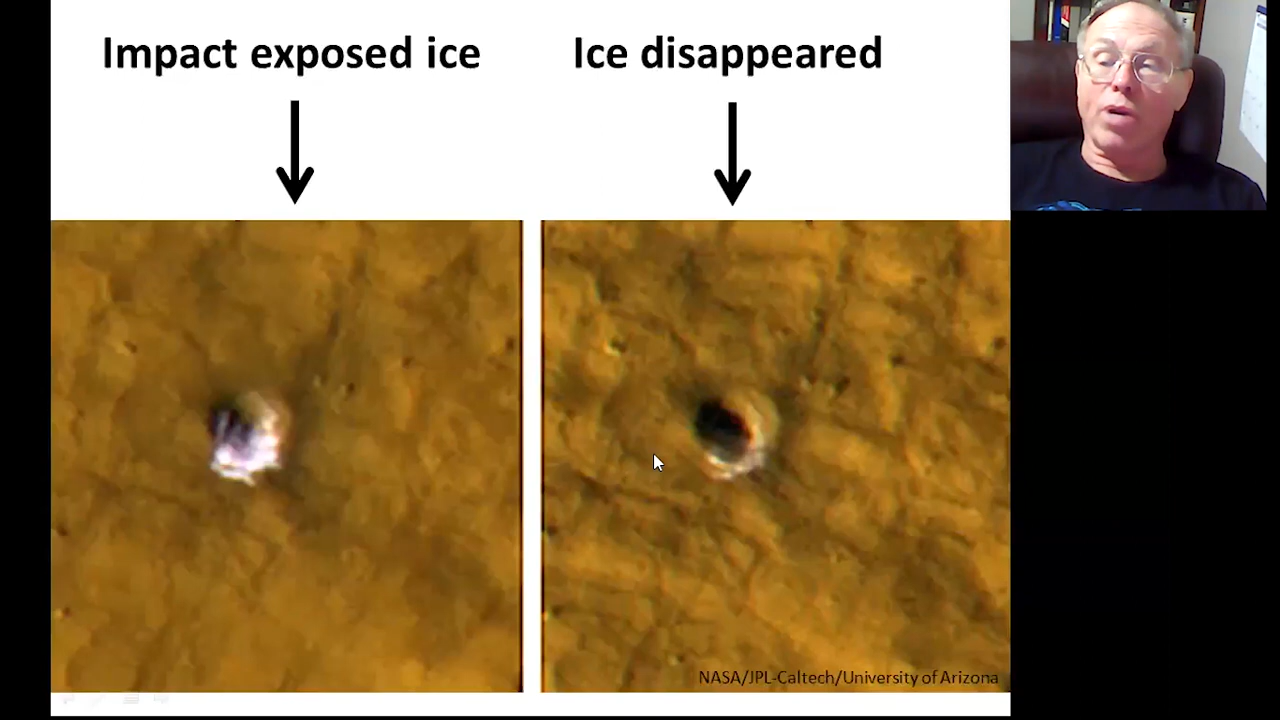 Impact exposed ice
Ice disappeared
NASA/JPL-Caltech/University of Arizona